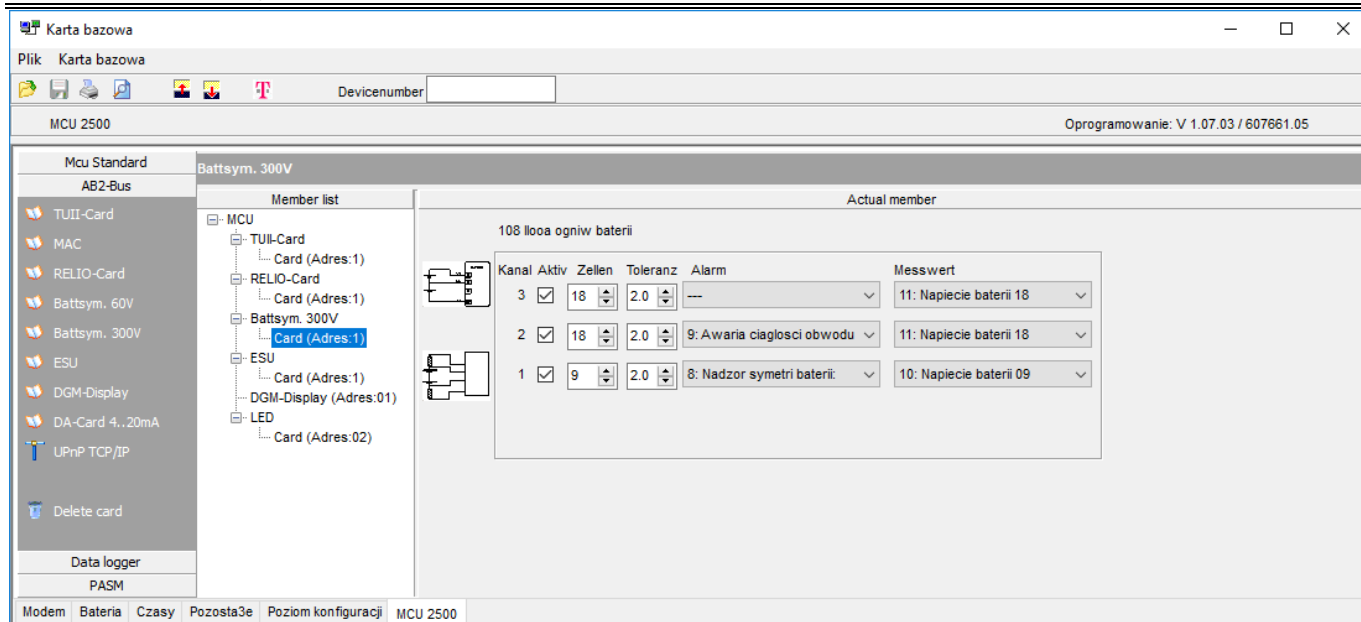 Karta bazowa
Plik Karta bazowa
T Devicenumber
MCU 2500 Oprogramowanie: V 1.07.03 / 607661.05
Mcu Standard
AB2-Bus
TUII-Card
MAC
RELIO-Card
Battsym. 60V
Battsym. 300V
ESU
DGM-Display
DA-Card 4..20mA
UPnP TCP/IP
Delete card
Data logger
PASM
Battsym. 300V
Member list
MCU
TUII-Card
Card (Adres:1)
RELIO-Card
Card (Adres:1)
Battsym. 300V
Card (Adres:1)
ESU
Card (Adres:1)
DGM-Display (Adres:01)
LED
Card (Adres:02)
Actual member
108 Ilooa ogniw baterii
Kanal Aktiv Zellen Toleranz Alarm Messwert
3 18 2.0 --- 11: Napiecie baterii 18
2 18 2.0 9: Awaria ciaglosci obwodu 11: Napiecie baterii 18
1 9 2.0 8: Nadzor symetri baterii: 10: Napiecie baterii 09
Modem Bateria Czasy Pozosta3e Poziom konfiguracji MCU 2500